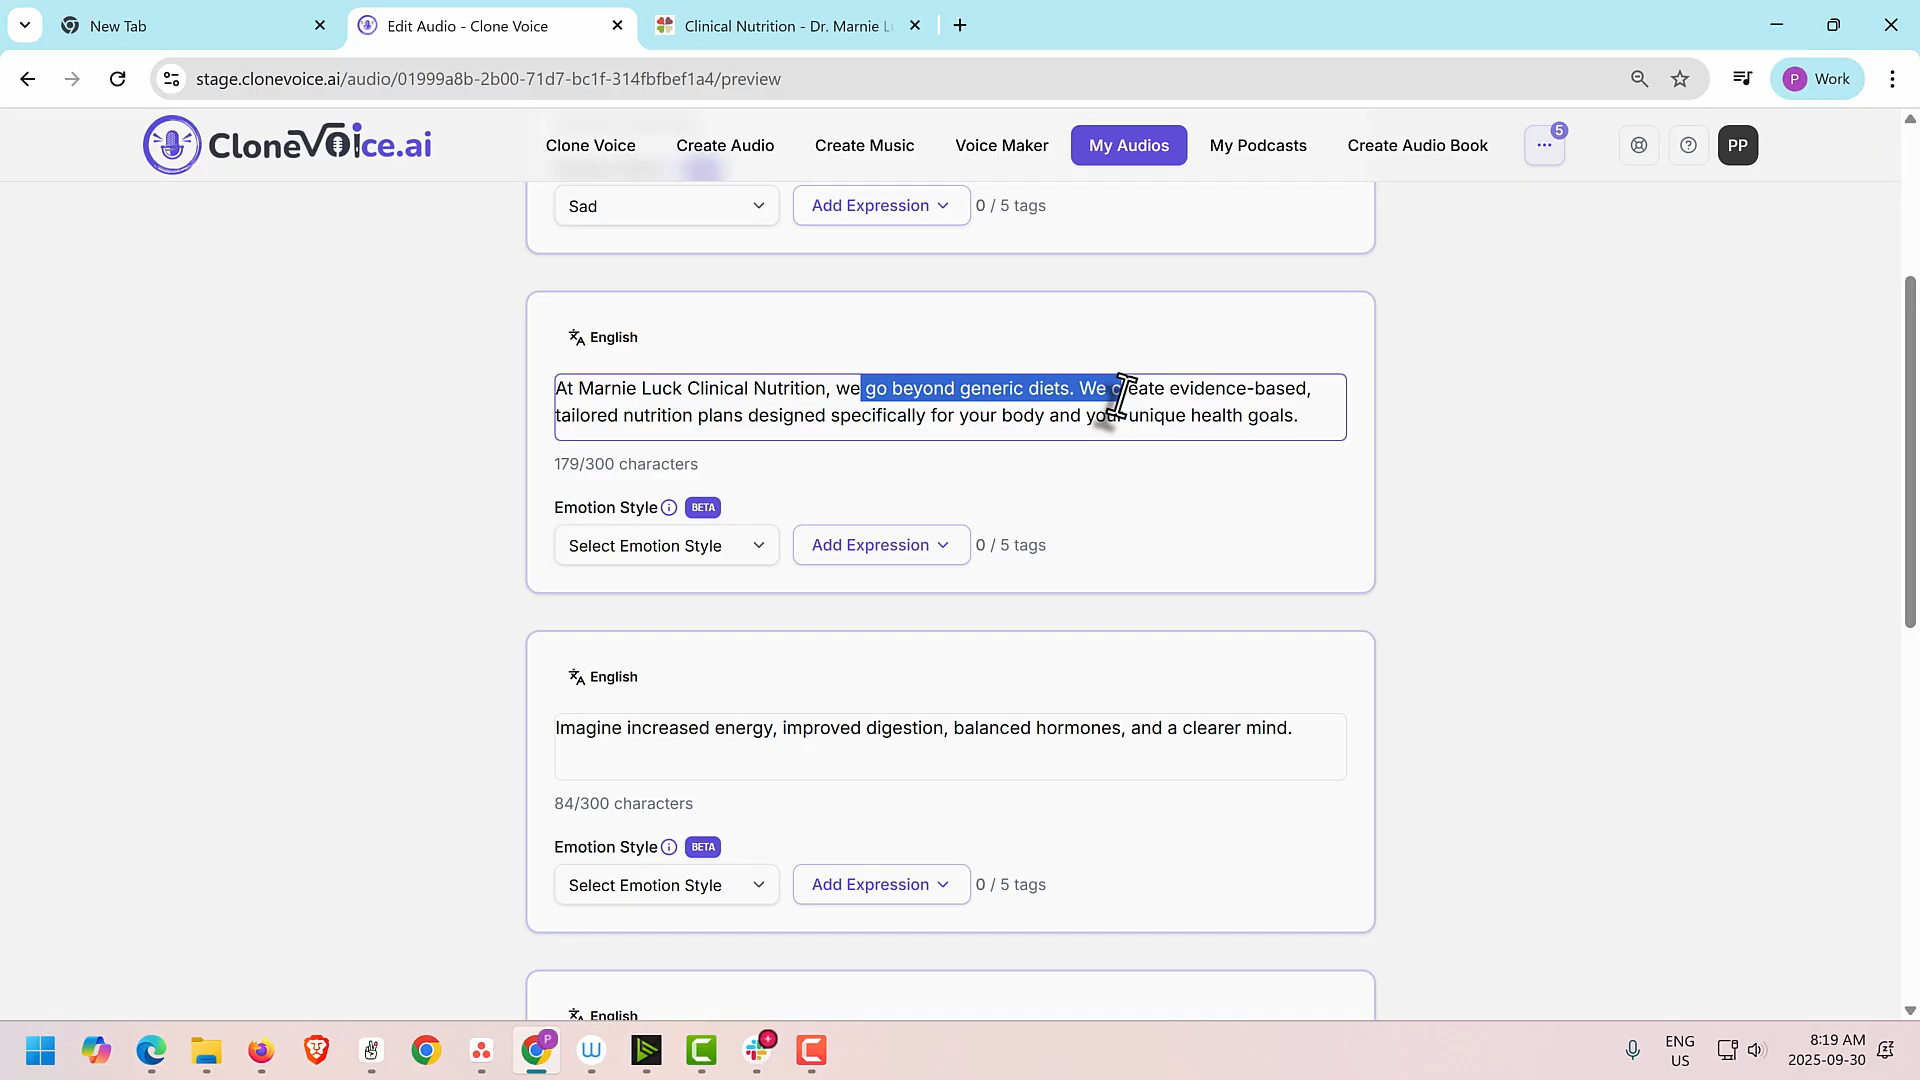 New Tab
Edit Audio - Clone Voice
Clinical Nutrition - Dr. Marnie L
stage.clonevoice.ai/audio/01999a8b-2b00-71d7-bc1f-314fbfbef1a4/preview
P Work
CloneVoice.ai
Clone Voice
Create Audio
Create Music
Voice Maker
My Audios
My Podcasts
Create Audio Book
5
PP
Sad
Add Expression
0 / 5 tags
English
At Marnie Luck Clinical Nutrition, we go beyond generic diets. We create evidence-based,
tailored nutrition plans designed specifically for your body and your unique health goals.
179/300 characters
Emotion Style BETA
Select Emotion Style
Add Expression
0 / 5 tags
English
Imagine increased energy, improved digestion, balanced hormones, and a clearer mind.
84/300 characters
Emotion Style BETA
Select Emotion Style
Add Expression
0 / 5 tags
English
ENG
US
8:19 AM
2025-09-30